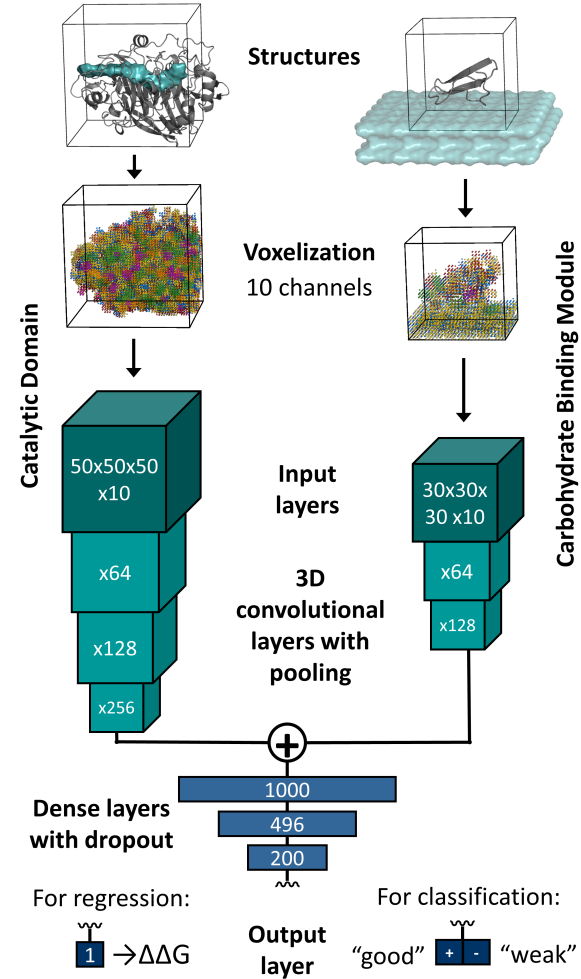 Structures
Voxelization
10 channels
Catalytic Domain
Carbohydrate Binding Module
50x50x50
x10
Input
layers
30x30x
30 x10
x64
x128
x256
3D
convolutional
layers with
pooling
x64
x128
+
Dense layers
with dropout
1000
496
200
For regression:
1 →ΔΔG
Output
layer
For classification:
“good” + - “weak”